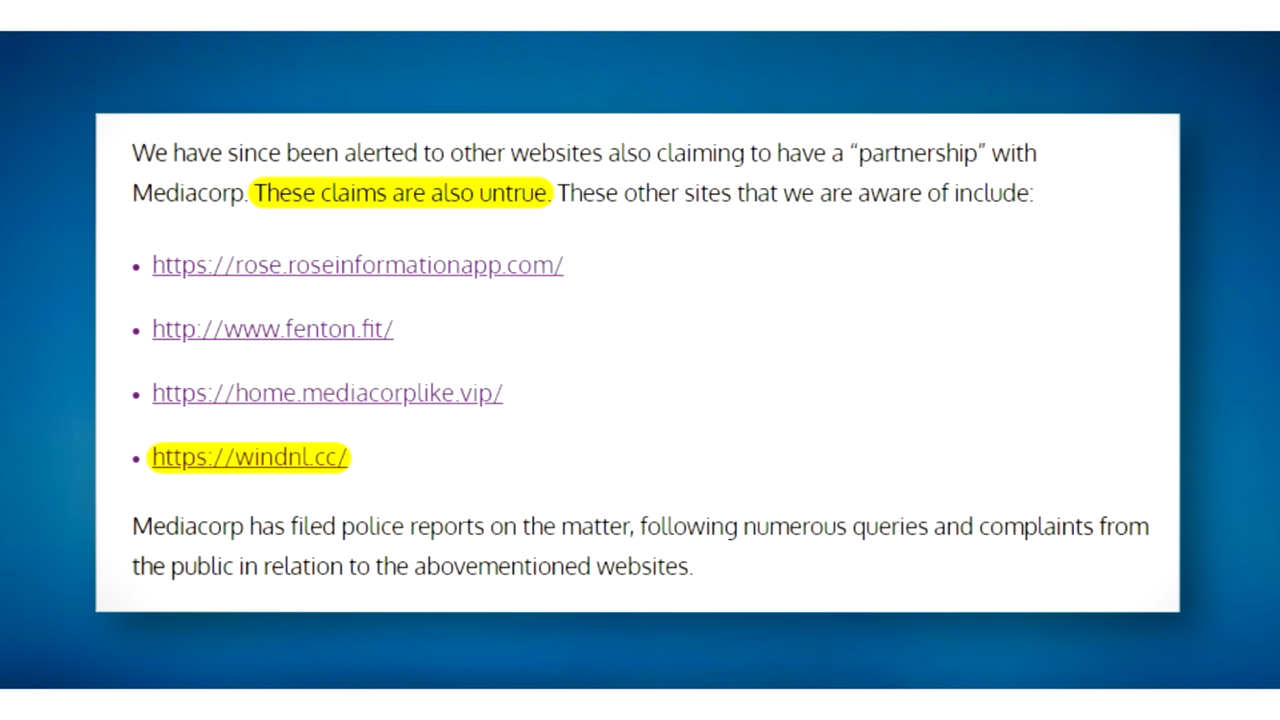 We have since been alerted to other websites also claiming to have a “partnership” with
Mediacorp. These claims are also untrue. These other sites that we are aware of include:
• https://rose.roseinformationapp.com/
• http://www.fenton.fit/
• https://home.mediacorplike.vip/
• https://windnl.cc/
Mediacorp has filed police reports on the matter, following numerous queries and complaints from
the public in relation to the abovementioned websites.